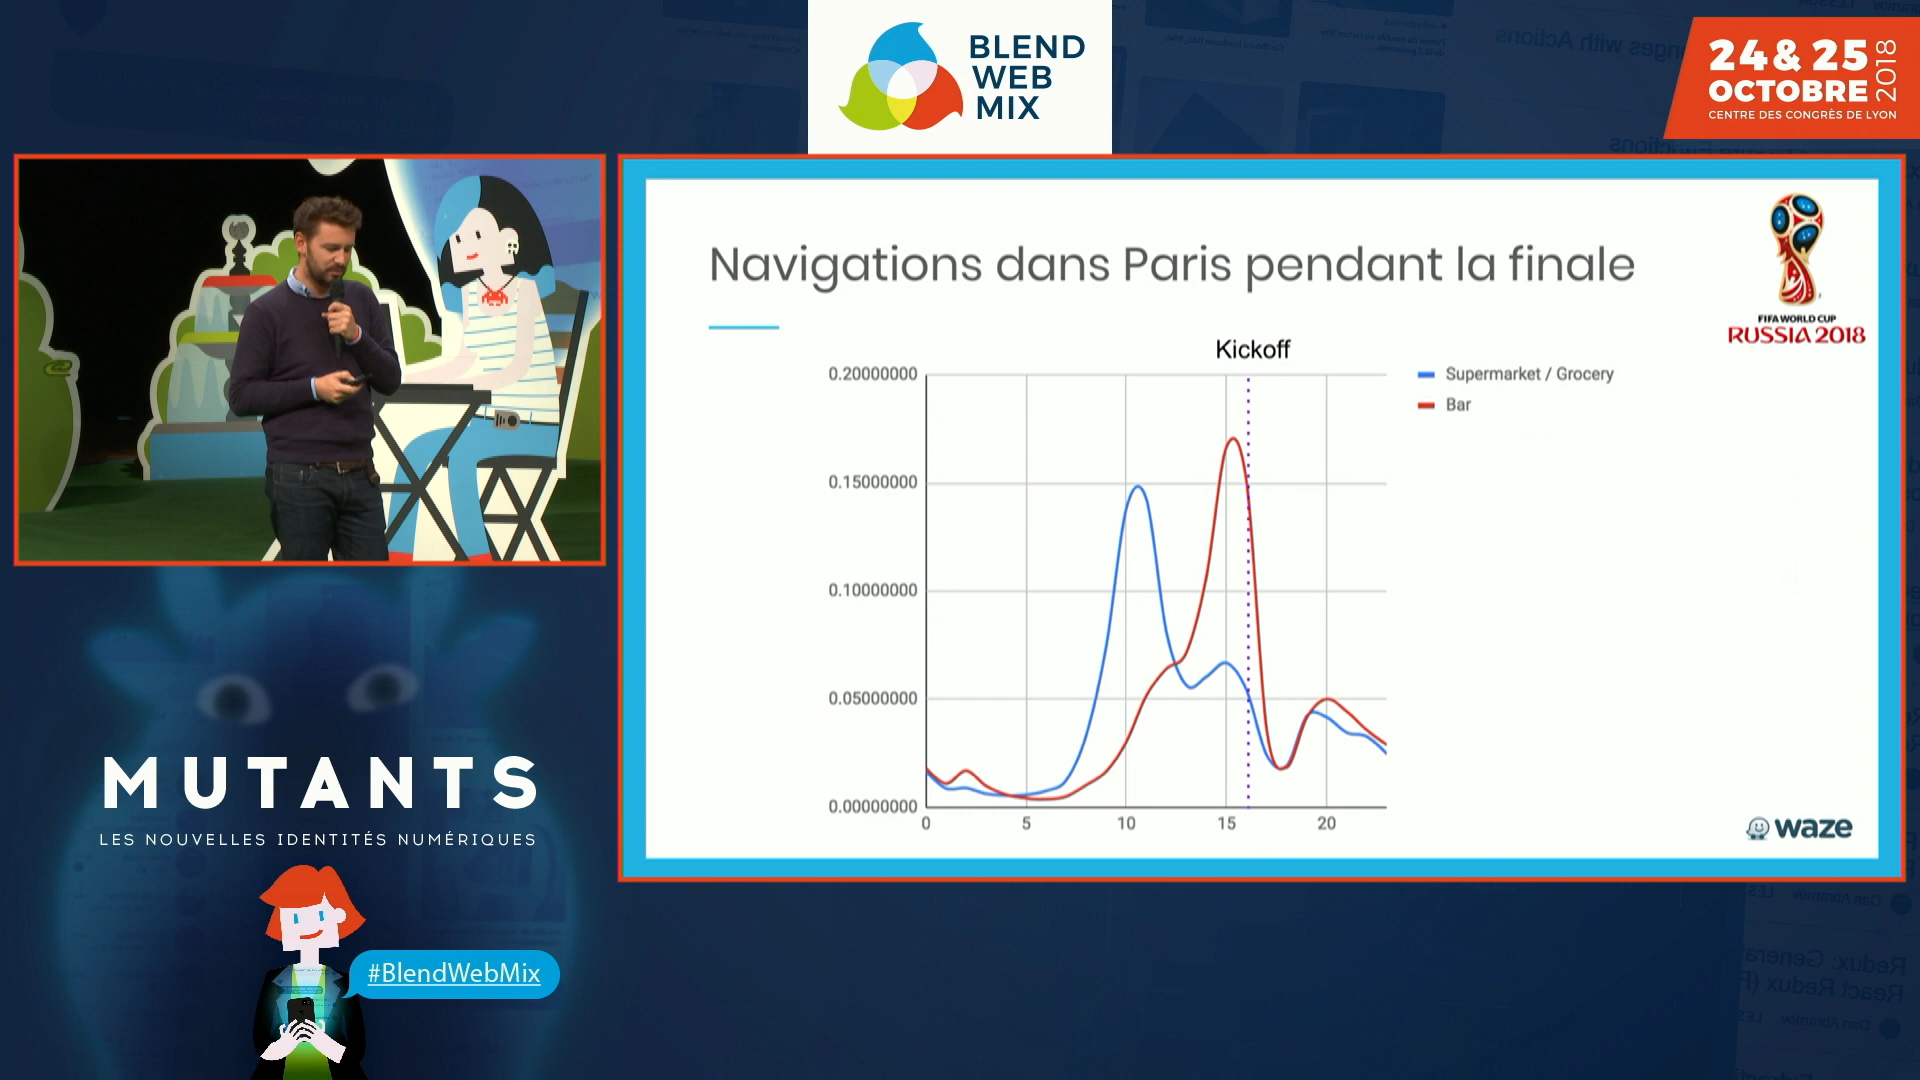 BLEND
WEB
MIX
24 & 25
OCTOBRE
2018
CENTRE DES CONGRÈS DE LYON
Navigations dans Paris pendant la finale
FIFA WORLD CUP
RUSSIA 2018
Kickoff
0.20000000
0.15000000
0.10000000
0.05000000
0.00000000
0
5
10
15
20
Supermarket / Grocery
Bar
waze
MUTANTS
LES NOUVELLES IDENTITÉS NUMÉRIQUES
#BlendWebMix